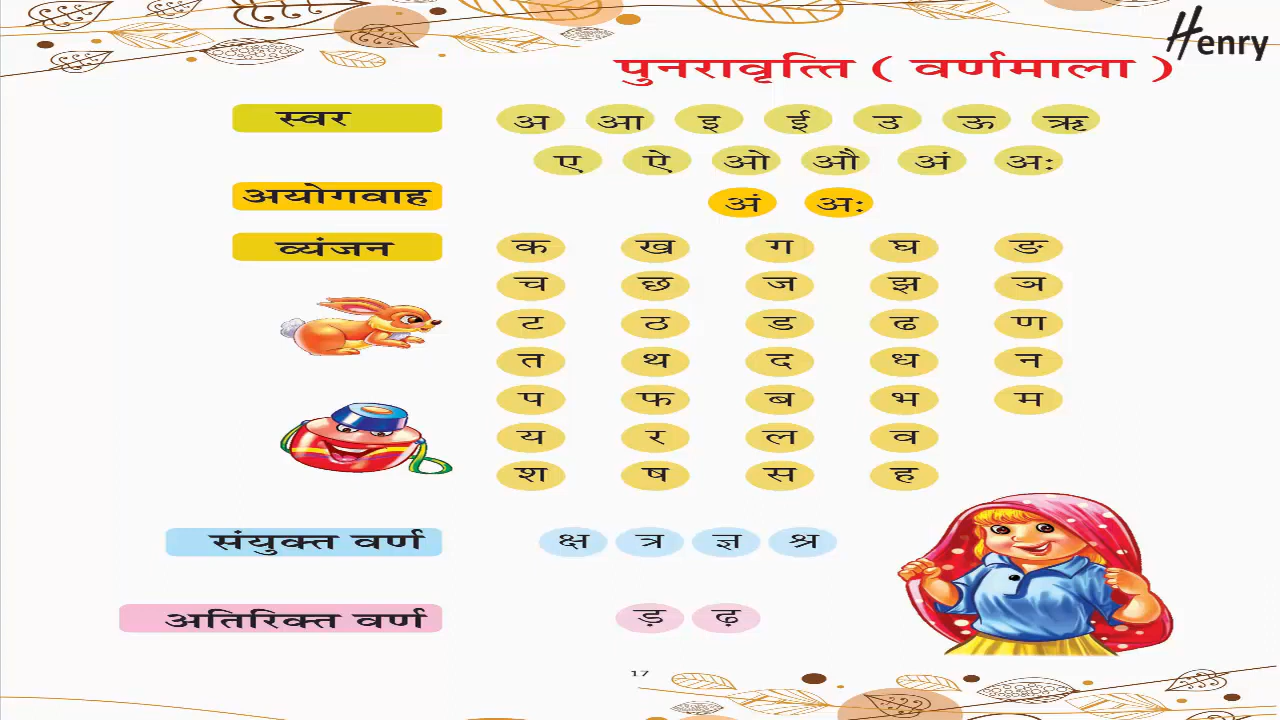 Henry
पुनरावृत्ति ( वर्णमाला )
स्वर अ आ इ ई उ ऊ ऋ
ए ऐ ओ औ अं अः
अयोगवाह अं अः
व्यंजन क ख ग घ ङ
च छ ज झ ञ
ट ठ ड ढ ण
त थ द ध न
प फ ब भ म
य र ल व
श ष स ह
संयुक्त वर्ण क्ष त्र ज्ञ श्र
अतिरिक्त वर्ण ड़ ढ़
17